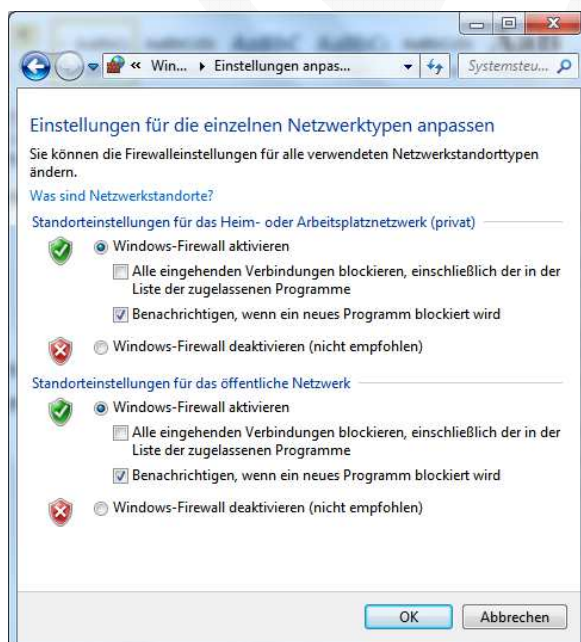 « Win... Einstellungen anpas... Systemsteu...
Einstellungen für die einzelnen Netzwerktypen anpassen
Sie können die Firewalleinstellungen für alle verwendeten Netzwerkstandorttypen
ändern.
Was sind Netzwerkstandorte?
Standorteinstellungen für das Heim- oder Arbeitsplatznetzwerk (privat)
Windows-Firewall aktivieren
Alle eingehenden Verbindungen blockieren, einschließlich der in der
Liste der zugelassenen Programme
Benachrichtigen, wenn ein neues Programm blockiert wird
Windows-Firewall deaktivieren (nicht empfohlen)
Standorteinstellungen für das öffentliche Netzwerk
Windows-Firewall aktivieren
Alle eingehenden Verbindungen blockieren, einschließlich der in der
Liste der zugelassenen Programme
Benachrichtigen, wenn ein neues Programm blockiert wird
Windows-Firewall deaktivieren (nicht empfohlen)
OK Abbrechen